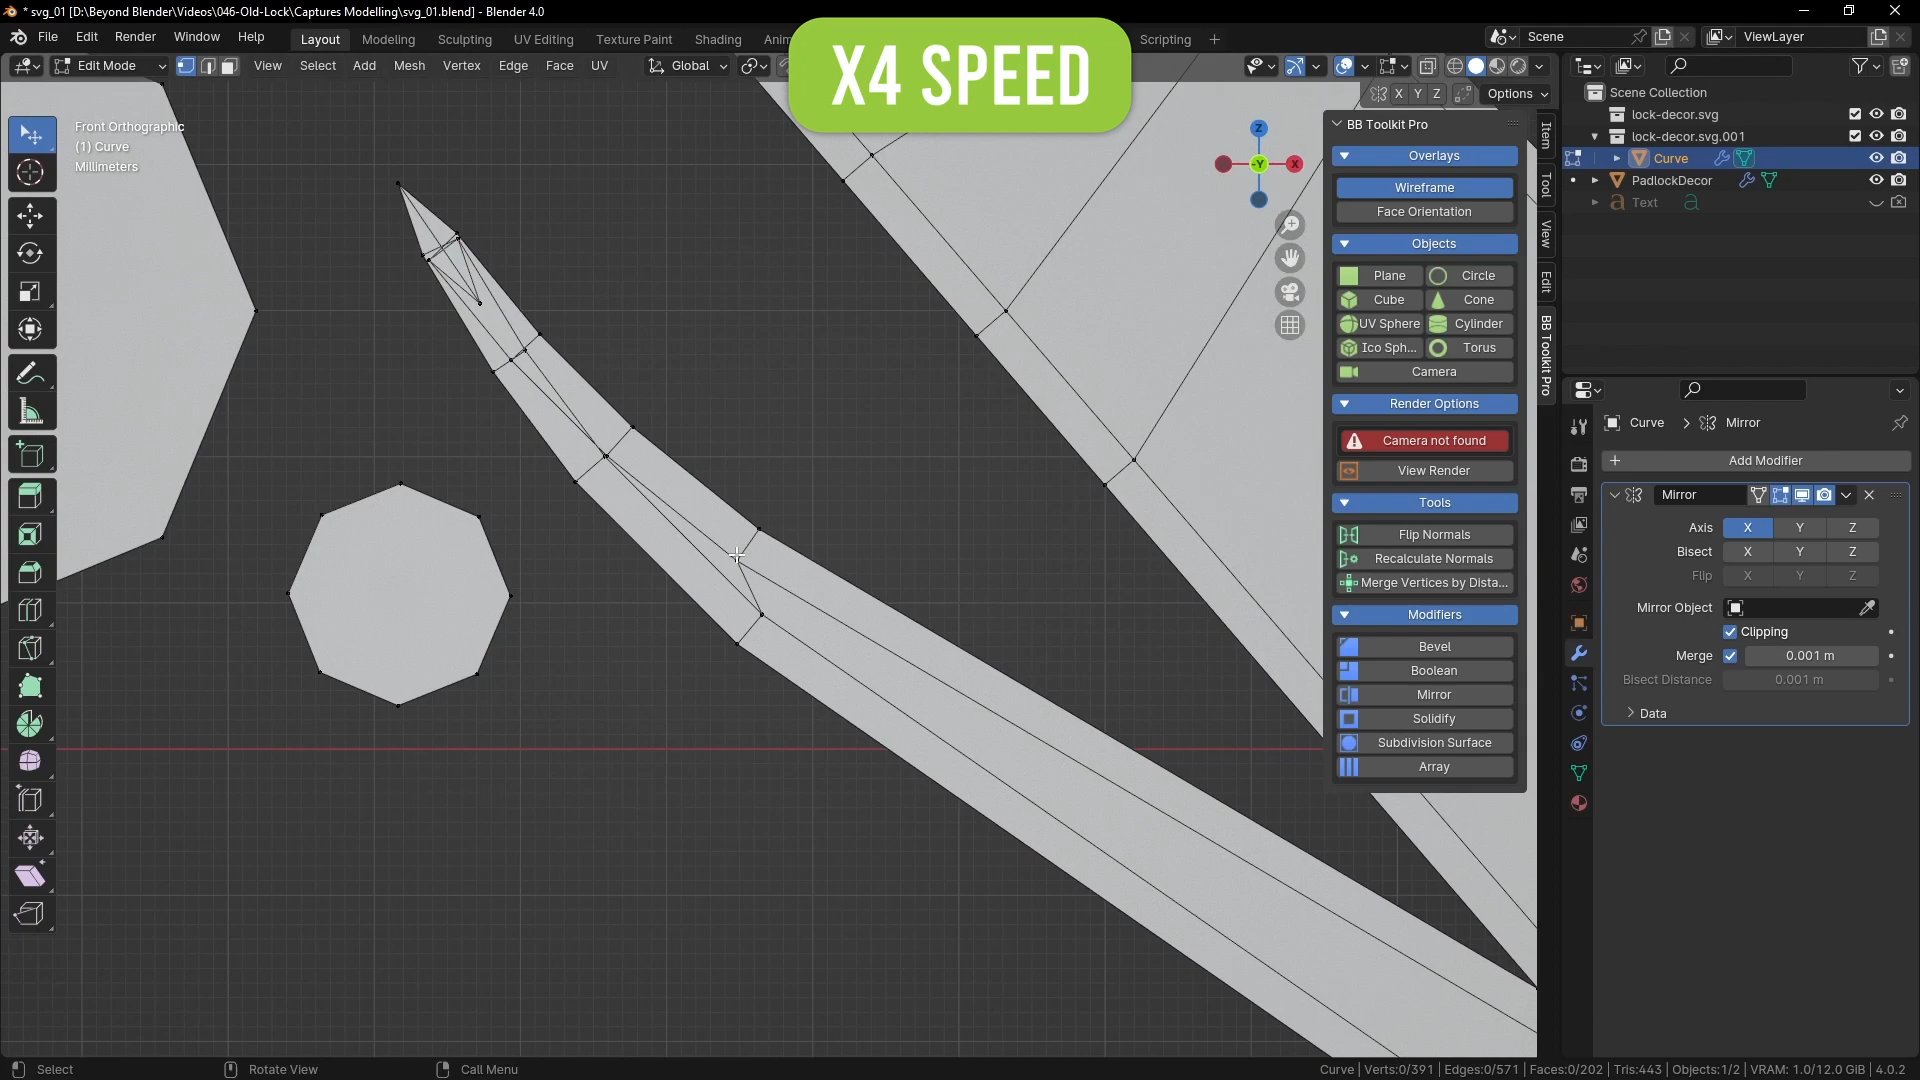 * svg_01 [D:\Beyond Blender\Videos\046-Old-Lock\Captures Modelling\svg_01.blend] - Blender 4.0
File Edit Render Window Help Layout Modeling Sculpting UV Editing Texture Paint Shading Anim Scripting + Scene ViewLayer
X4 SPEED
Edit Mode View Select Add Mesh Vertex Edge Face UV Global
X Y Z Options
Front Orthographic
(1) Curve
Millimeters
Z
-Y
X
BB Toolkit Pro
Overlays
Wireframe
Face Orientation
Objects
Plane Circle
Cube Cone
UV Sphere Cylinder
Ico Sph... Torus
Camera
Render Options
Camera not found
View Render
Tools
Flip Normals
Recalculate Normals
Merge Vertices by Dista...
Modifiers
Bevel
Boolean
Mirror
Solidify
Subdivision Surface
Array
Item
Tool
View
Edit
BB Toolkit Pro
Scene Collection
lock-decor.svg
lock-decor.svg.001
Curve
PadlockDecor
Text
Curve > Mirror
+ Add Modifier
Mirror
Axis X Y Z
Bisect X Y Z
Flip X Y Z
Mirror Object
Clipping
Merge 0.001 m
Bisect Distance 0.001 m
Data
Select Rotate View Call Menu Curve | Verts:0/391 | Edges:0/571 | Faces:0/202 | Tris:443 | Objects:1/2 | VRAM: 1.0/12.0 GiB | 4.0.2